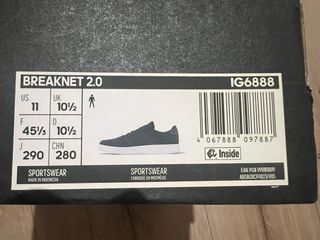 BREAKNET 2.0 IG6888
US 11 UK 10½
F 45⅓ D 10½
J 290 CHN 280
4 067888 097887
Inside
SPORTSWEAR SPORTSWEAR
MADE IN INDONESIA FABRIQUÉ EN INDONESIE